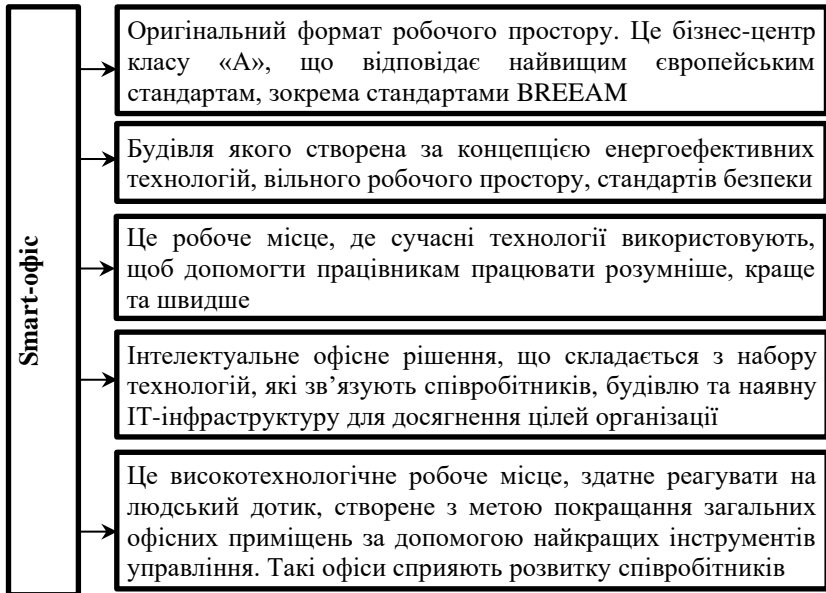 Smart-офіс
Оригінальний формат робочого простору. Це бізнес-центр
класу «А», що відповідає найвищим європейським
стандартам, зокрема стандартами BREEAM
Будівля якого створена за концепцією енергоефективних
технологій, вільного робочого простору, стандартів безпеки
Це робоче місце, де сучасні технології використовують,
щоб допомогти працівникам працювати розумніше, краще
та швидше
Інтелектуальне офісне рішення, що складається з набору
технологій, які зв’язують співробітників, будівлю та наявну
ІТ-інфраструктуру для досягнення цілей організації
Це високотехнологічне робоче місце, здатне реагувати на
людський дотик, створене з метою покращання загальних
офісних приміщень за допомогою найкращих інструментів
управління. Такі офіси сприяють розвитку співробітників